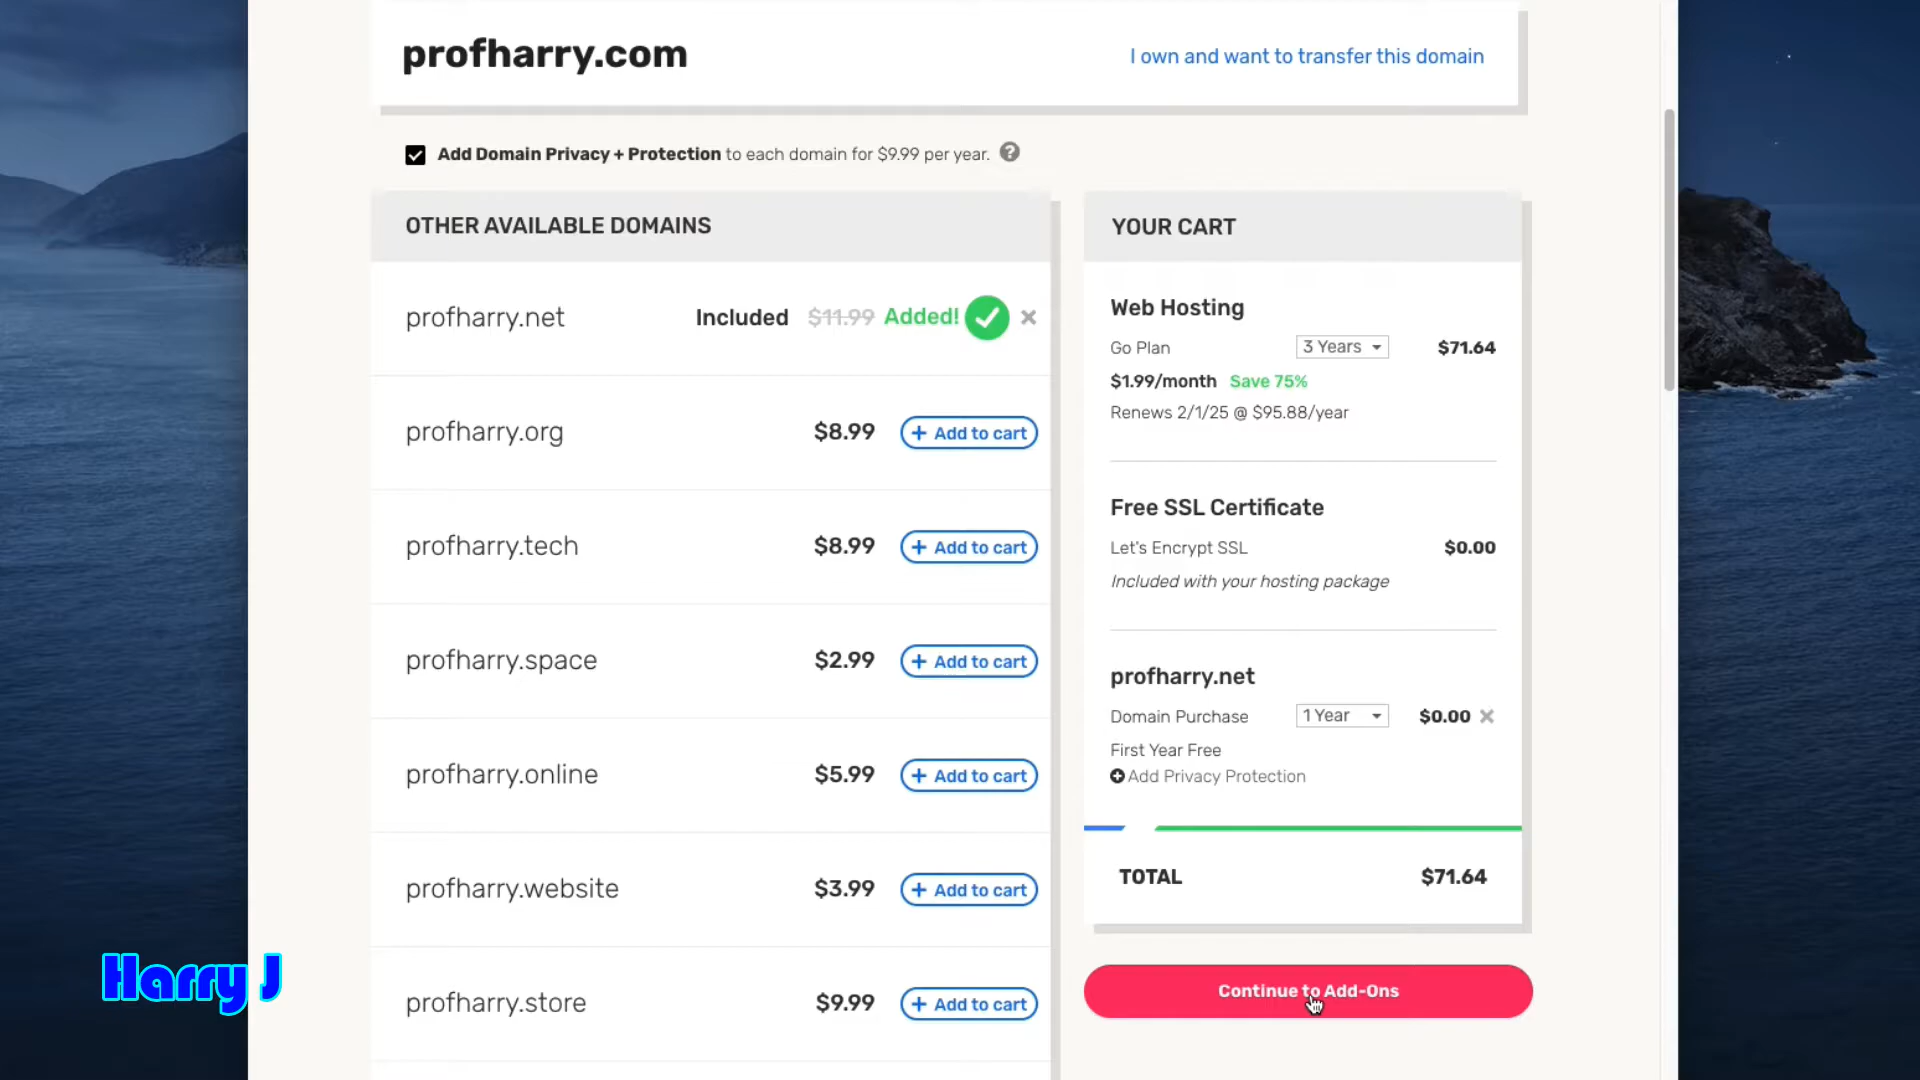 profharry.com
I own and want to transfer this domain
Add Domain Privacy + Protection to each domain for $9.99 per year. ?
OTHER AVAILABLE DOMAINS
profharry.net Included $11.99 Added!
profharry.org $8.99 + Add to cart
profharry.tech $8.99 + Add to cart
profharry.space $2.99 + Add to cart
profharry.online $5.99 + Add to cart
profharry.website $3.99 + Add to cart
profharry.store $9.99 + Add to cart
YOUR CART
Web Hosting
Go Plan 3 Years $71.64
$1.99/month Save 75%
Renews 2/1/25 @ $95.88/year
Free SSL Certificate
Let's Encrypt SSL $0.00
Included with your hosting package
profharry.net
Domain Purchase 1 Year $0.00
First Year Free
Add Privacy Protection
TOTAL $71.64
Continue to Add-Ons
Harry J